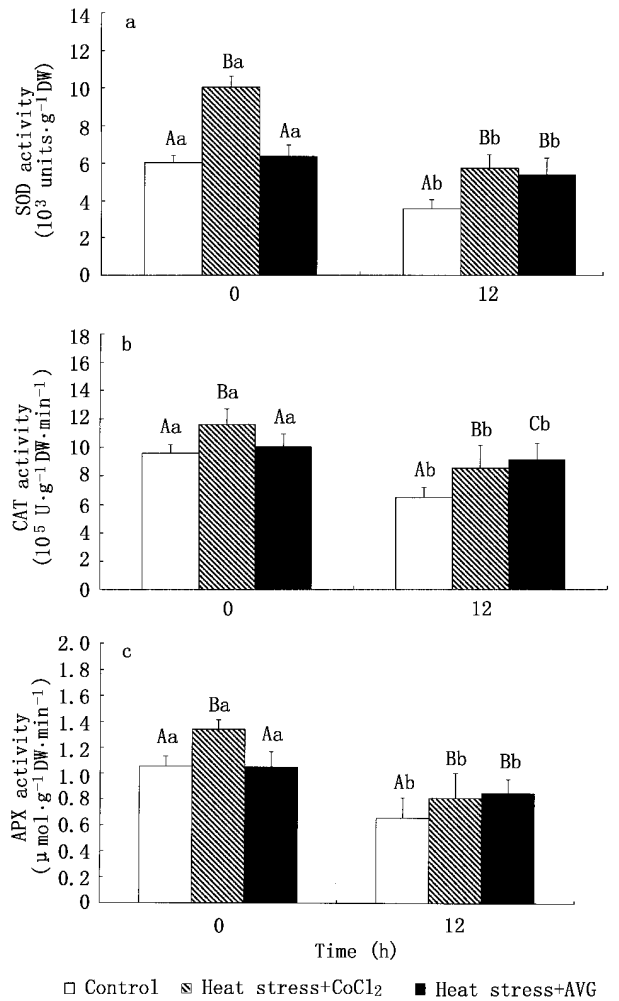 a
SOD activity
(10³ units·g⁻¹DW)
14
12
10
8
6
4
2
0
Aa
Ba
Aa
Ab
Bb
Bb
0
12
b
CAT activity
(10⁵ U·g⁻¹DW·min⁻¹)
18
16
14
12
10
8
6
4
2
0
Aa
Ba
Aa
Ab
Bb
Cb
0
12
c
APX activity
(μmol·g⁻¹DW·min⁻¹)
2.0
1.8
1.6
1.4
1.2
1.0
0.8
0.6
0.4
0.2
0
Aa
Ba
Aa
Ab
Bb
Bb
0
12
Time (h)
Control Heat stress+CoCl₂ Heat stress+AVG